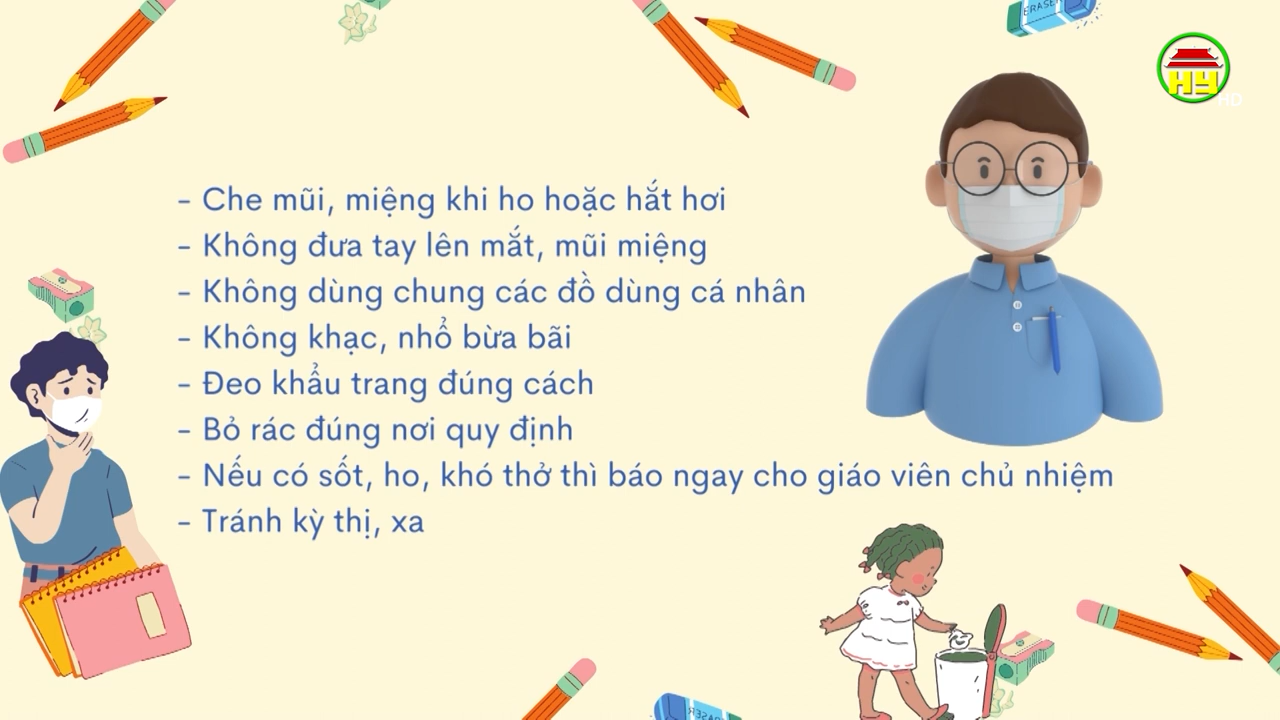 ERASER
HY
HD
- Che mũi, miệng khi ho hoặc hắt hơi
- Không đưa tay lên mắt, mũi miệng
- Không dùng chung các đồ dùng cá nhân
- Không khạc, nhổ bừa bãi
- Đeo khẩu trang đúng cách
- Bỏ rác đúng nơi quy định
- Nếu có sốt, ho, khó thở thì báo ngay cho giáo viên chủ nhiệm
- Tránh kỳ thị, xa
ERASER